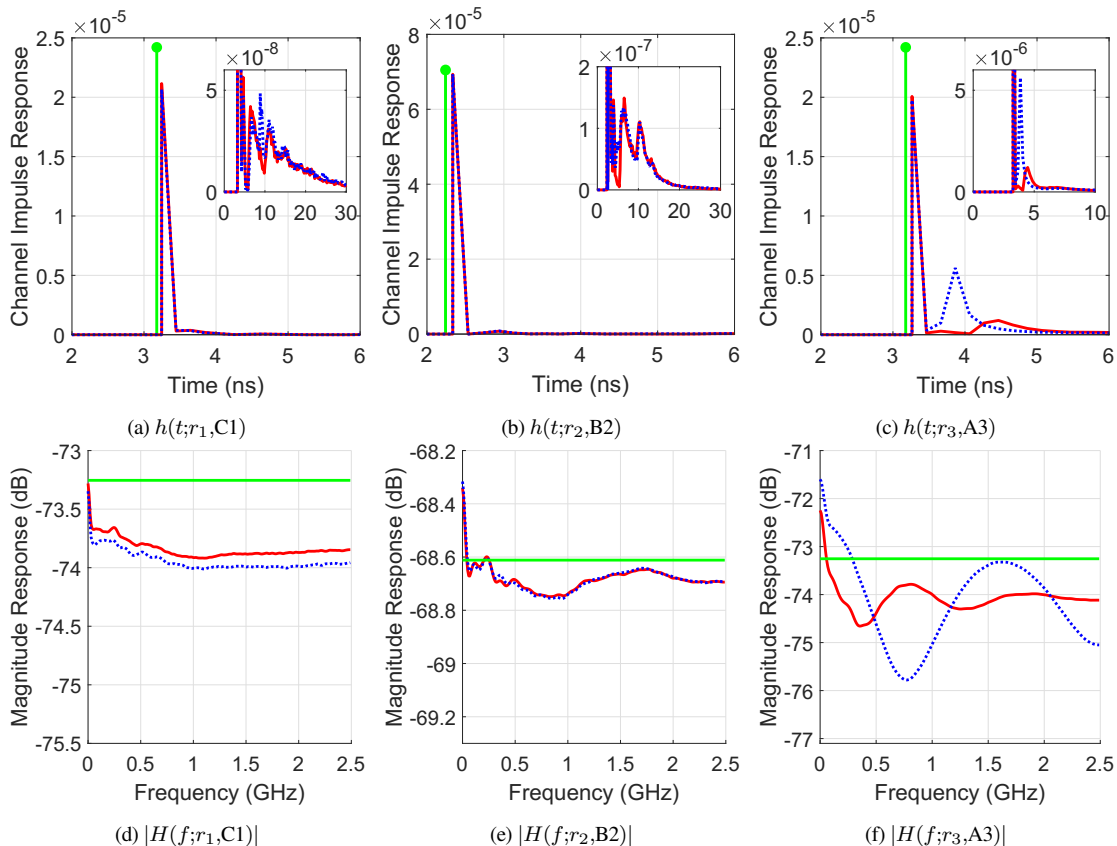 ×10⁻⁵
2.5
2
1.5
1
0.5
0
2 3 4 5 6
Channel Impulse Response
Time (ns)
×10⁻⁸
5
0
0 10 20 30
(a) h(t;r₁,C1)
×10⁻⁵
8
6
4
2
0
2 3 4 5 6
Channel Impulse Response
Time (ns)
×10⁻⁷
2
1
0
0 10 20 30
(b) h(t;r₂,B2)
×10⁻⁵
2.5
2
1.5
1
0.5
0
2 3 4 5 6
Channel Impulse Response
Time (ns)
×10⁻⁶
5
0
0 5 10
(c) h(t;r₃,A3)
-73
-73.5
-74
-74.5
-75
-75.5
0 0.5 1 1.5 2 2.5
Magnitude Response (dB)
Frequency (GHz)
(d) |H(f;r₁,C1)|
-68.2
-68.4
-68.6
-68.8
-69
-69.2
0 0.5 1 1.5 2 2.5
Magnitude Response (dB)
Frequency (GHz)
(e) |H(f;r₂,B2)|
-71
-72
-73
-74
-75
-76
-77
0 0.5 1 1.5 2 2.5
Magnitude Response (dB)
Frequency (GHz)
(f) |H(f;r₃,A3)|